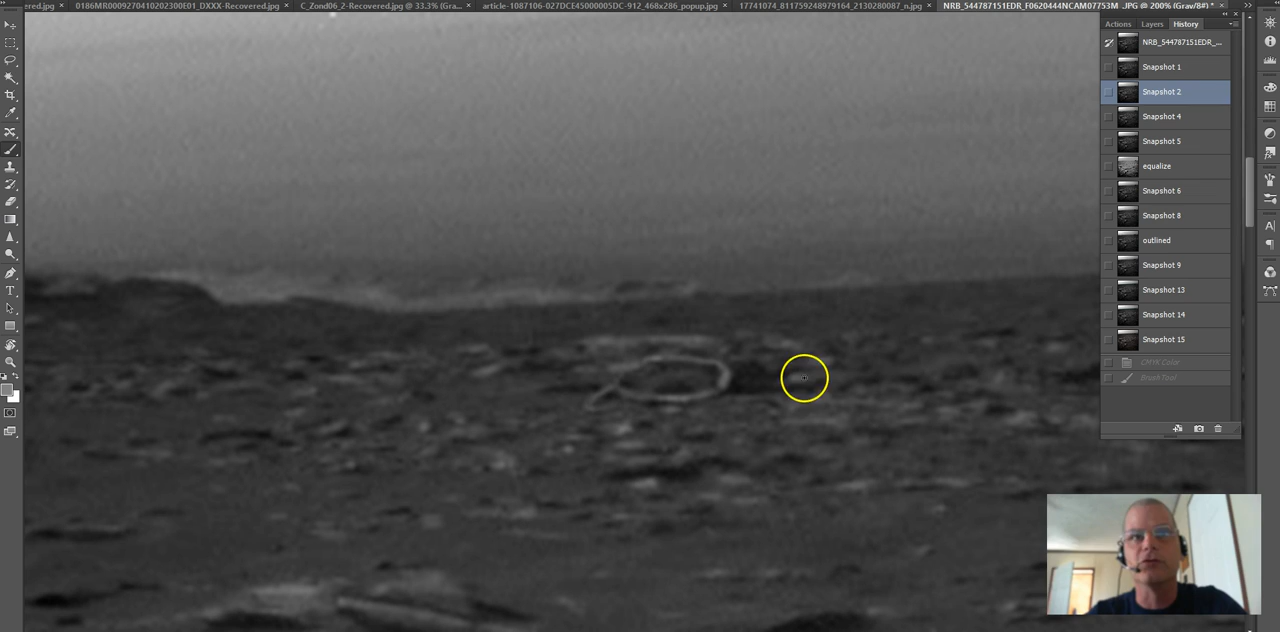 ered.jpg × 0186MR0009270410202300E01_DXXX-Recovered.jpg × C_Zond06_2-Recovered.jpg @ 33.3% (Gra... × article-1087106-027DCE45000005DC-912_468x286_popup.jpg × 17741074_811759248979164_2130280087_n.jpg × NRB_544787151EDR_F0620444NCAM07753M_.JPG @ 200% (Gray/8#) * ×
Actions Layers History
NRB_544787151EDR_...
Snapshot 1
Snapshot 2
Snapshot 4
Snapshot 5
equalize
Snapshot 6
Snapshot 8
outlined
Snapshot 9
Snapshot 13
Snapshot 14
Snapshot 15
CMYK Color
Brush Tool